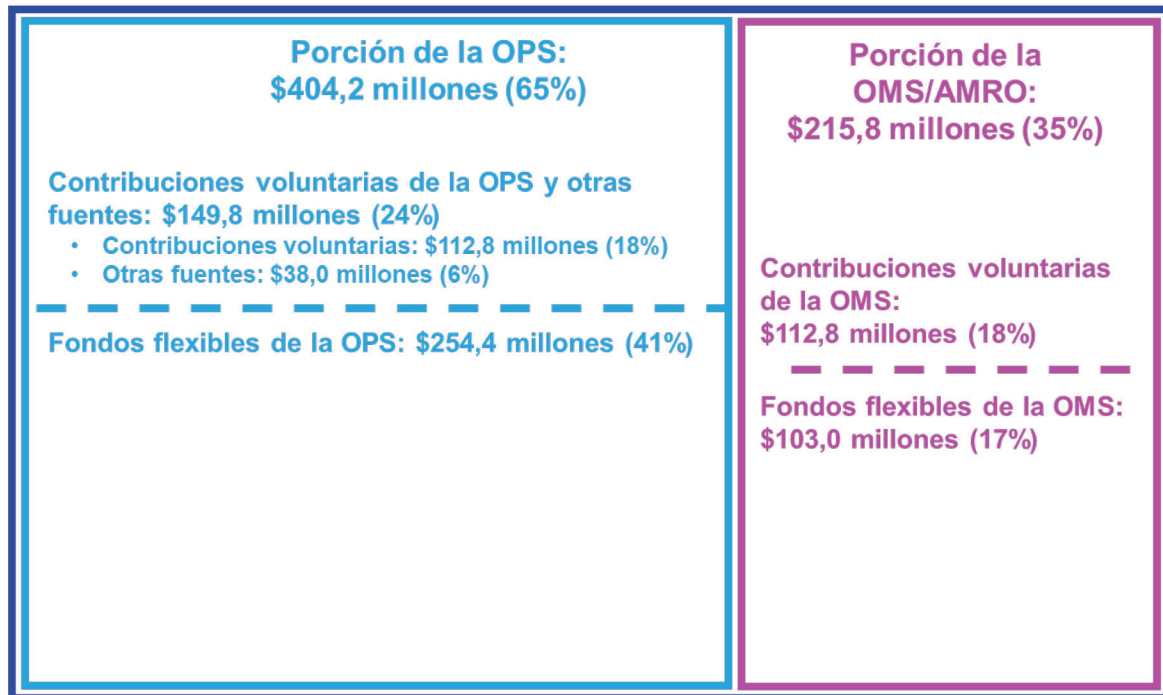 Porción de la OPS:
$404,2 millones (65%)
Contribuciones voluntarias de la OPS y otras
fuentes: $149,8 millones (24%)
• Contribuciones voluntarias: $112,8 millones (18%)
• Otras fuentes: $38,0 millones (6%)
Fondos flexibles de la OPS: $254,4 millones (41%)
Porción de la
OMS/AMRO:
$215,8 millones (35%)
Contribuciones voluntarias
de la OMS:
$112,8 millones (18%)
Fondos flexibles de la OMS:
$103,0 millones (17%)